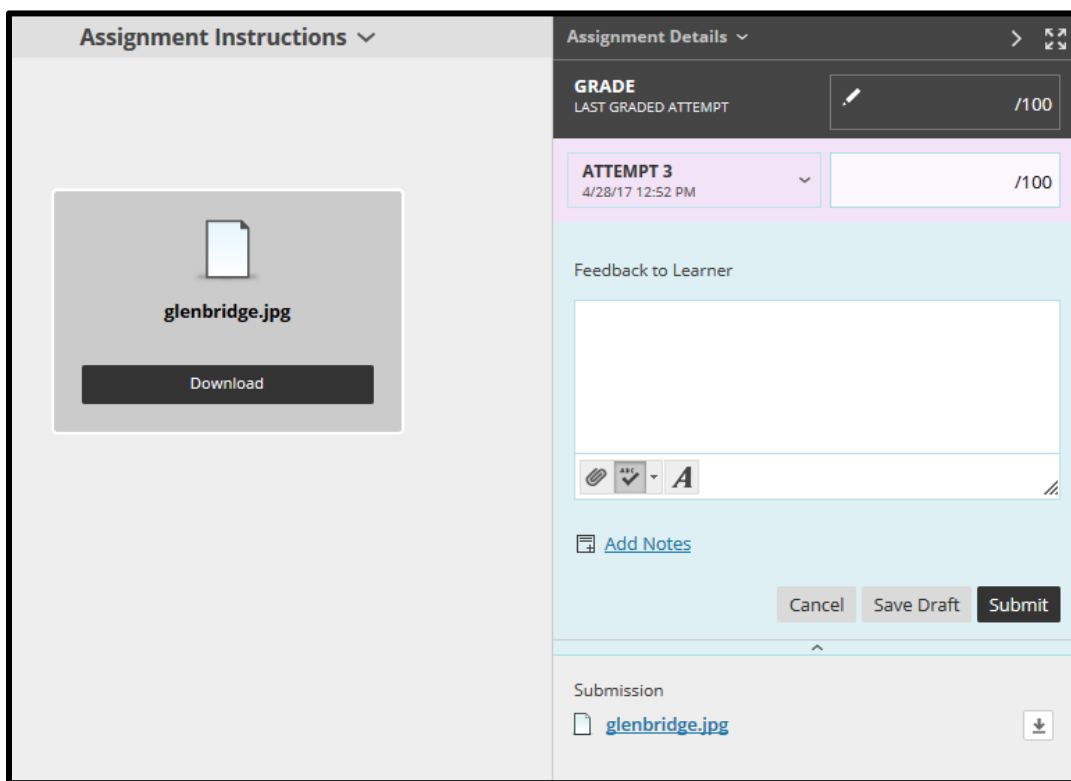 Assignment Instructions
glenbridge.jpg
Download
Assignment Details
GRADE
LAST GRADED ATTEMPT
/100
ATTEMPT 3
4/28/17 12:52 PM
/100
Feedback to Learner
ABC
A
Add Notes
Cancel Save Draft Submit
Submission
glenbridge.jpg